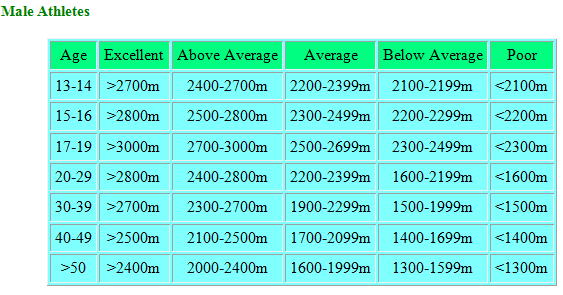 Male Athletes
Age Excellent Above Average Average Below Average Poor
13-14 >2700m 2400-2700m 2200-2399m 2100-2199m <2100m
15-16 >2800m 2500-2800m 2300-2499m 2200-2299m <2200m
17-19 >3000m 2700-3000m 2500-2699m 2300-2499m <2300m
20-29 >2800m 2400-2800m 2200-2399m 1600-2199m <1600m
30-39 >2700m 2300-2700m 1900-2299m 1500-1999m <1500m
40-49 >2500m 2100-2500m 1700-2099m 1400-1699m <1400m
>50 >2400m 2000-2400m 1600-1999m 1300-1599m <1300m